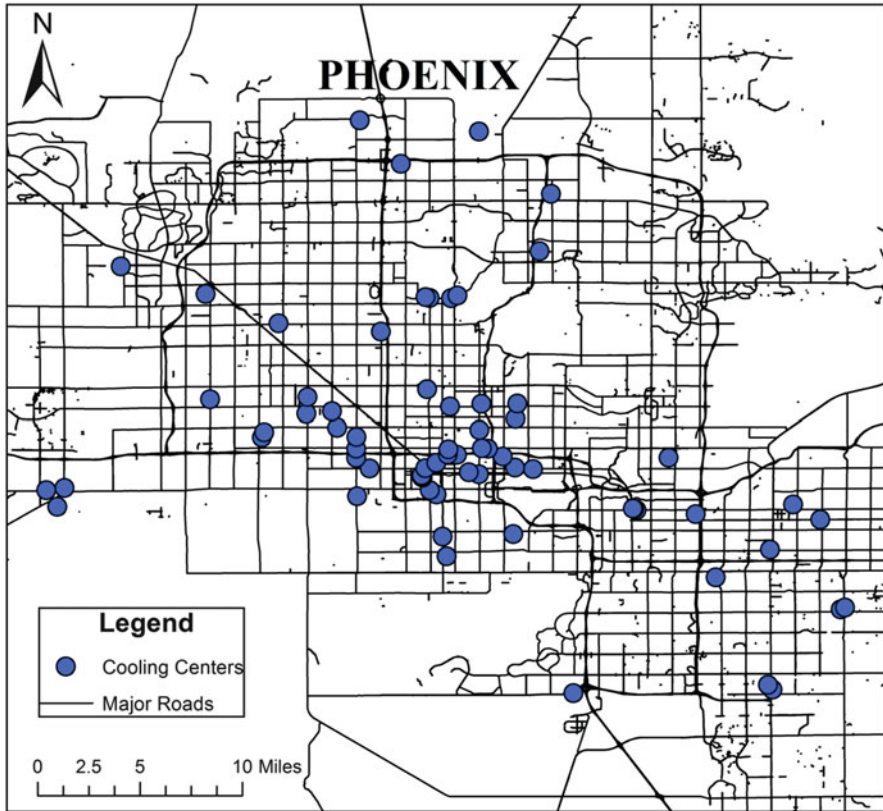 N
PHOENIX
Legend
Cooling Centers
Major Roads
0 2.5 5 10 Miles